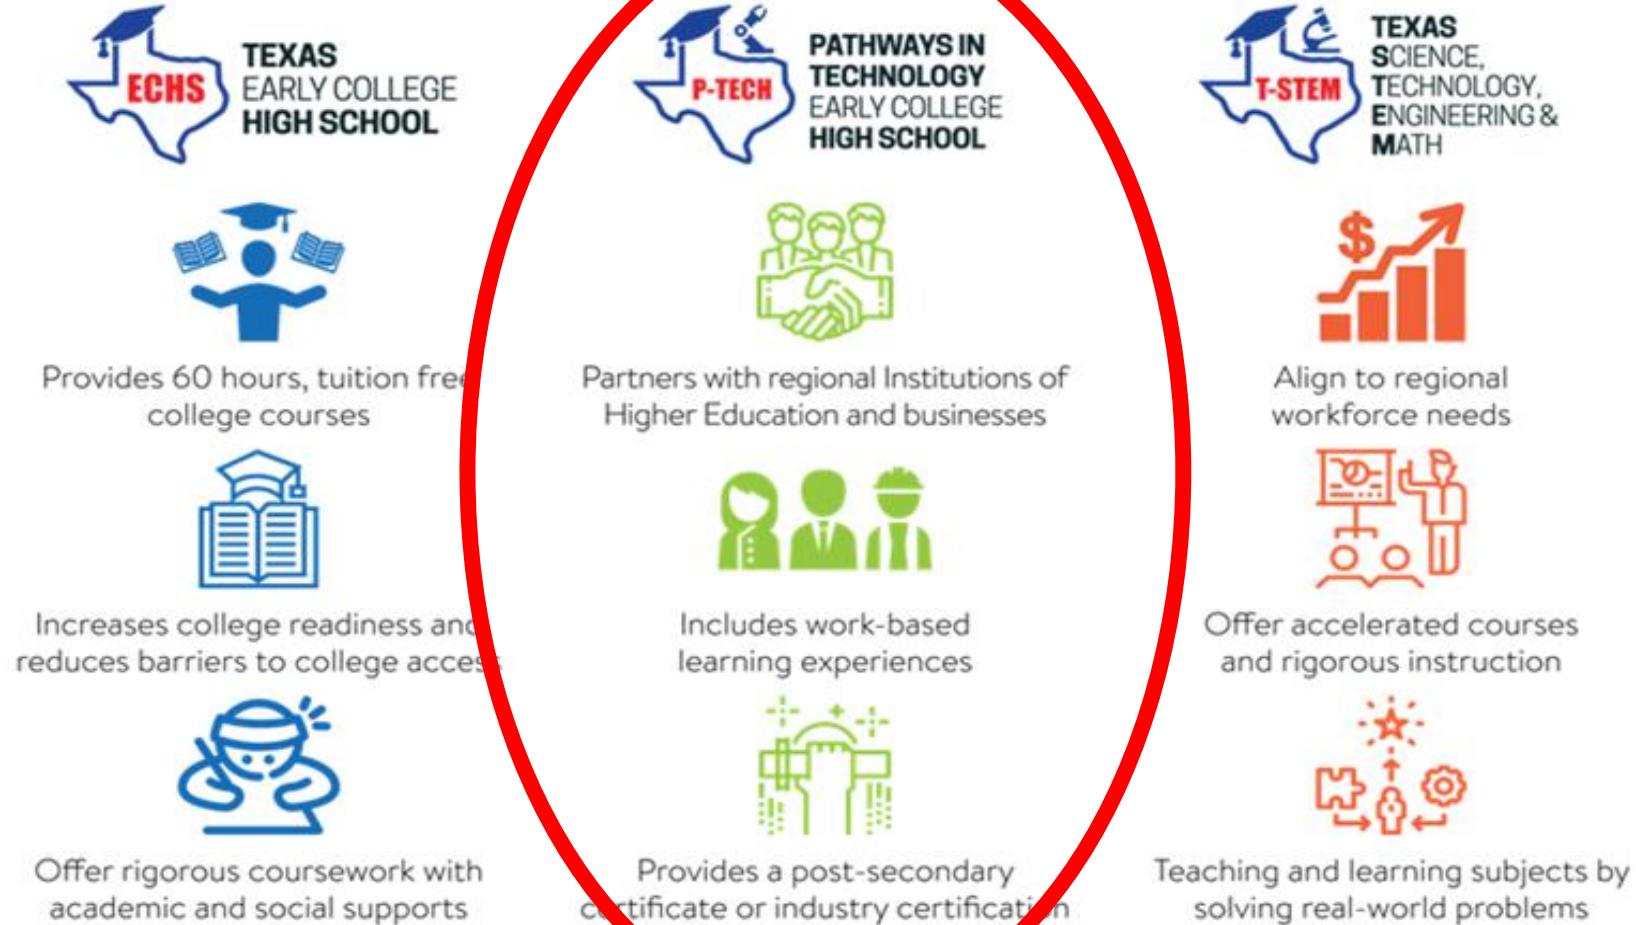 ECHS
TEXAS
EARLY COLLEGE
HIGH SCHOOL
Provides 60 hours, tuition free
college courses
Increases college readiness and
reduces barriers to college access
Offer rigorous coursework with
academic and social supports
P-TECH
PATHWAYS IN
TECHNOLOGY
EARLY COLLEGE
HIGH SCHOOL
Partners with regional Institutions of
Higher Education and businesses
Includes work-based
learning experiences
Provides a post-secondary
certificate or industry certification
T-STEM
TEXAS
SCIENCE,
TECHNOLOGY,
ENGINEERING &
MATH
$
Align to regional
workforce needs
Offer accelerated courses
and rigorous instruction
Teaching and learning subjects by
solving real-world problems